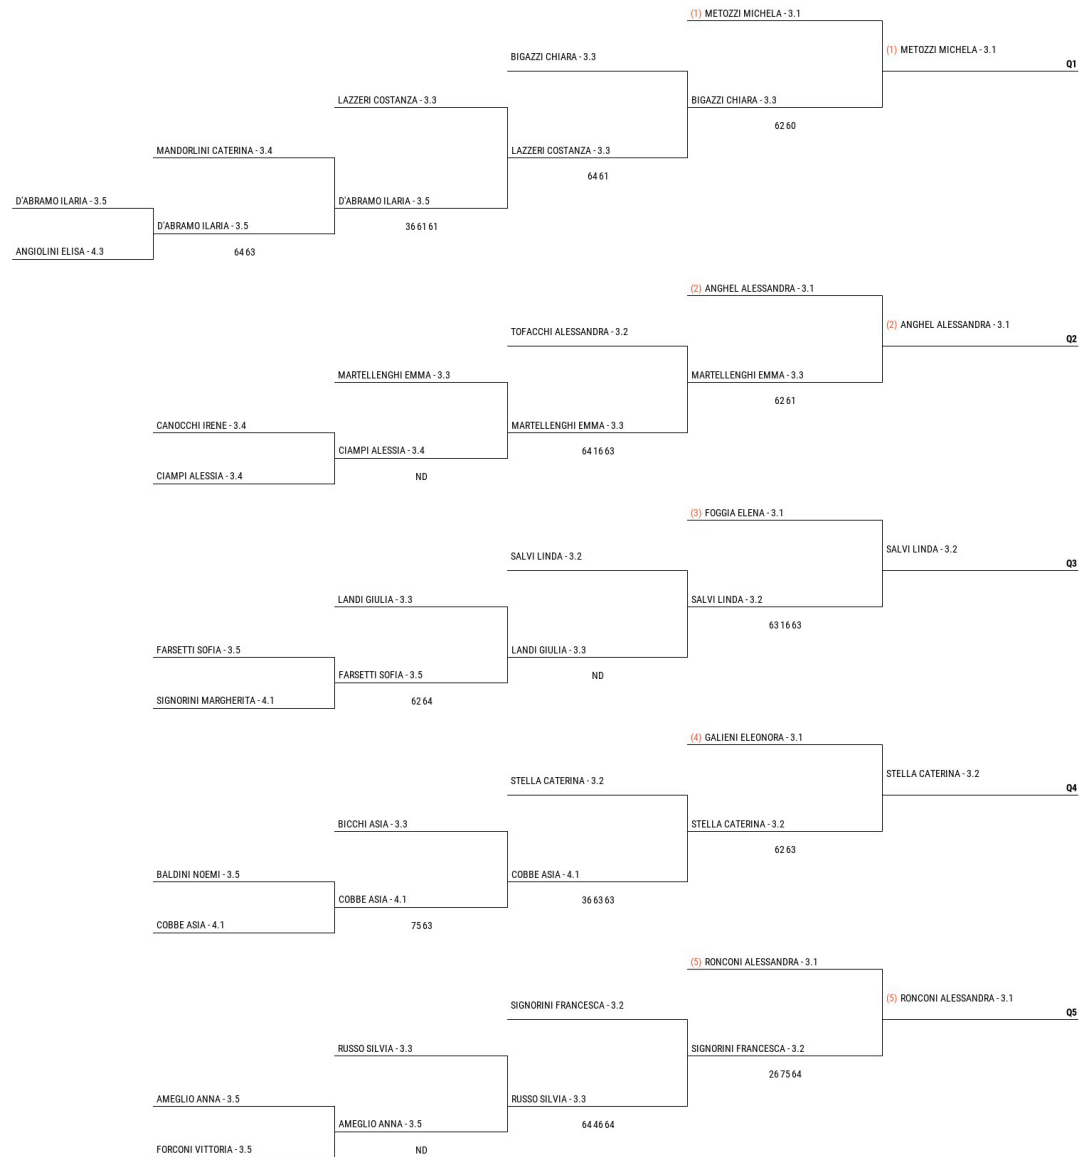 (1) METOZZI MICHELA - 3.1
(1) METOZZI MICHELA - 3.1
BIGAZZI CHIARA - 3.3
Q1
LAZZERI COSTANZA - 3.3
BIGAZZI CHIARA - 3.3
62 60
MANDORLINI CATERINA - 3.4
LAZZERI COSTANZA - 3.3
64 61
D'ABRAMO ILARIA - 3.5
D'ABRAMO ILARIA - 3.5
D'ABRAMO ILARIA - 3.5
36 61 61
ANGIOLINI ELISA - 4.3
64 63
(2) ANGHEL ALESSANDRA - 3.1
(2) ANGHEL ALESSANDRA - 3.1
TOFACCHI ALESSANDRA - 3.2
Q2
MARTELLENGHI EMMA - 3.3
MARTELLENGHI EMMA - 3.3
62 61
CANOCCHI IRENE - 3.4
MARTELLENGHI EMMA - 3.3
CIAMPI ALESSIA - 3.4
64 16 63
CIAMPI ALESSIA - 3.4
ND
(3) FOGGIA ELENA - 3.1
SALVI LINDA - 3.2
SALVI LINDA - 3.2
Q3
LANDI GIULIA - 3.3
SALVI LINDA - 3.2
63 16 63
FARSETTI SOFIA - 3.5
LANDI GIULIA - 3.3
FARSETTI SOFIA - 3.5
ND
SIGNORINI MARGHERITA - 4.1
62 64
(4) GALIENI ELEONORA - 3.1
STELLA CATERINA - 3.2
STELLA CATERINA - 3.2
Q4
BICCHI ASIA - 3.3
STELLA CATERINA - 3.2
62 63
BALDINI NOEMI - 3.5
COBBE ASIA - 4.1
COBBE ASIA - 4.1
36 63 63
COBBE ASIA - 4.1
75 63
(5) RONCONI ALESSANDRA - 3.1
(5) RONCONI ALESSANDRA - 3.1
SIGNORINI FRANCESCA - 3.2
Q5
RUSSO SILVIA - 3.3
SIGNORINI FRANCESCA - 3.2
26 75 64
AMEGLIO ANNA - 3.5
RUSSO SILVIA - 3.3
AMEGLIO ANNA - 3.5
64 46 64
FORCONI VITTORIA - 3.5
ND